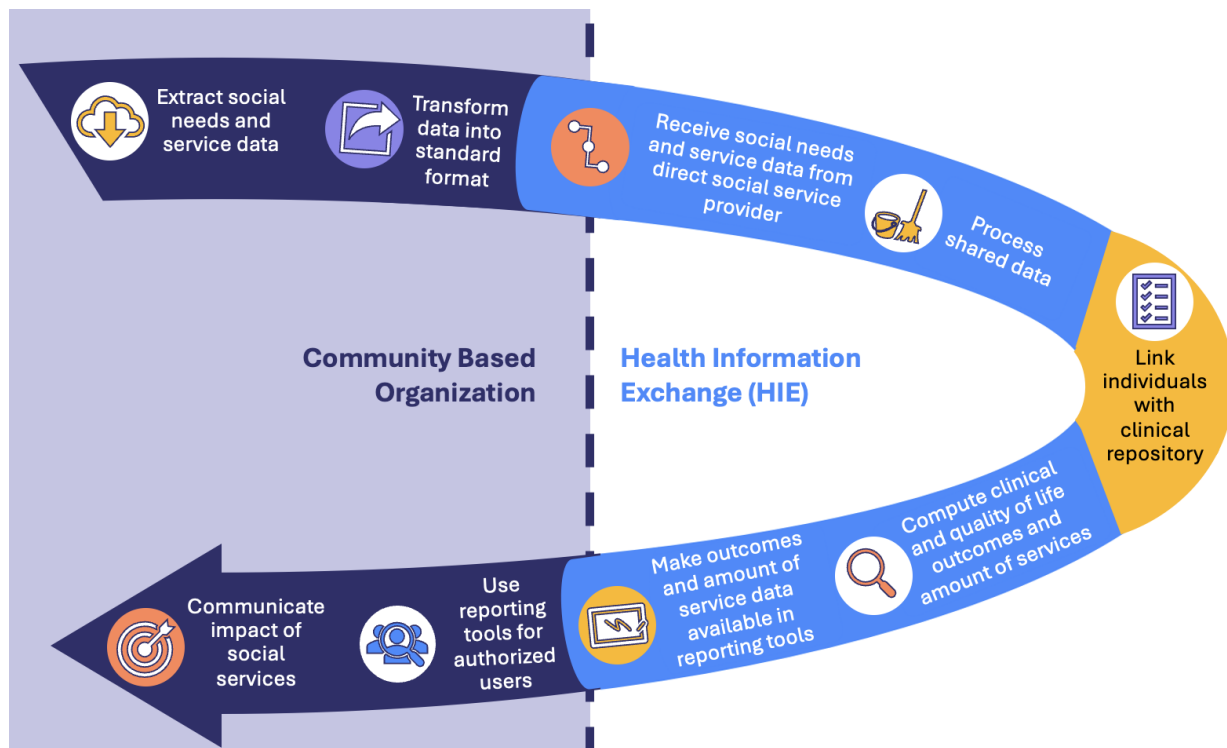 Extract social
needs and
service data
Transform
data into
standard
format
Receive social needs
and service data from
direct social service
provider
Process
shared data
Link
individuals
with
clinical
repository
Community Based
Organization
Health Information
Exchange (HIE)
Compute clinical
and quality of life
outcomes and
amount of services
Make outcomes
and amount of
service data
available in
reporting tools
Use
reporting
tools for
authorized
users
Communicate
impact of
social
services